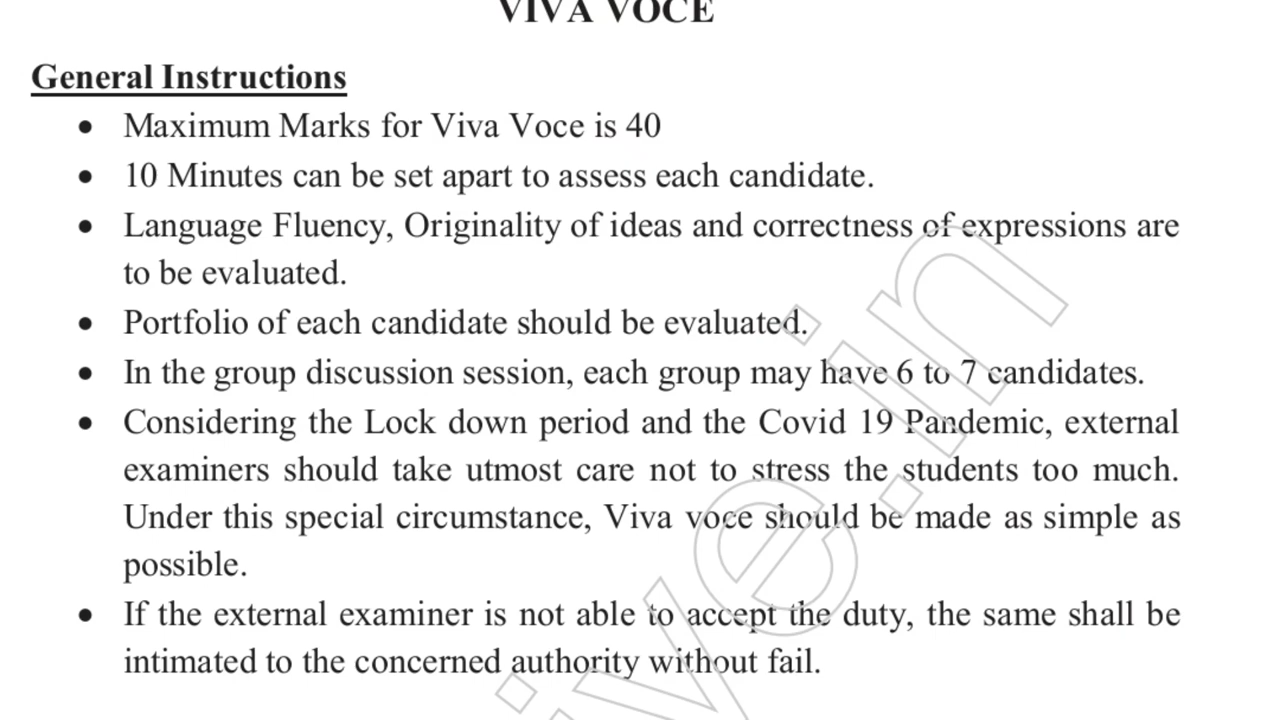 VIVA VOCE
General Instructions
• Maximum Marks for Viva Voce is 40
• 10 Minutes can be set apart to assess each candidate.
• Language Fluency, Originality of ideas and correctness of expressions are
to be evaluated.
• Portfolio of each candidate should be evaluated.
• In the group discussion session, each group may have 6 to 7 candidates.
• Considering the Lock down period and the Covid 19 Pandemic, external
examiners should take utmost care not to stress the students too much.
Under this special circumstance, Viva voce should be made as simple as
possible.
• If the external examiner is not able to accept the duty, the same shall be
intimated to the concerned authority without fail.
ive.in